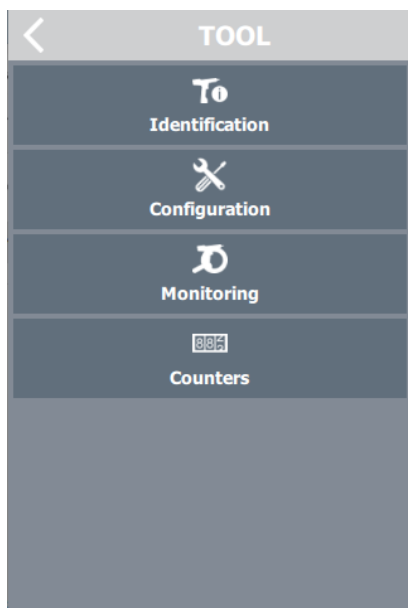 TOOL
Identification
Configuration
Monitoring
Counters